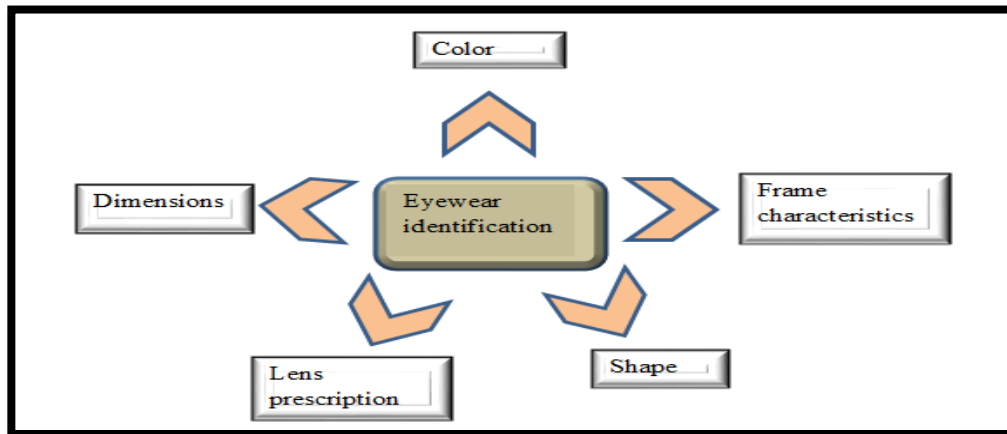 Color
Dimensions
Eyewear
identification
Frame
characteristics
Lens
prescription
Shape